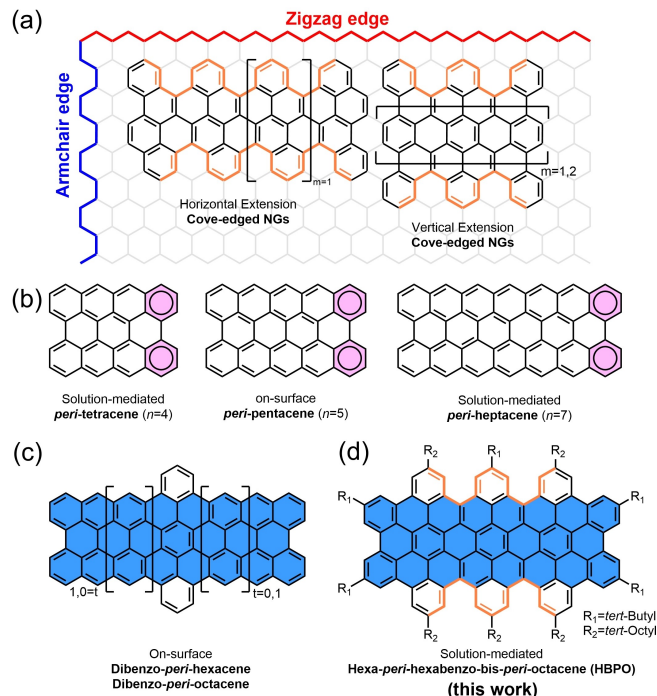 (a)
Zigzag edge
Armchair edge
m=1
m=1,2
Horizontal Extension
Cove-edged NGs
Vertical Extension
Cove-edged NGs
(b)
Solution-mediated
peri-tetracene (n=4)
on-surface
peri-pentacene (n=5)
Solution-mediated
peri-heptacene (n=7)
(c)
1,0=t
t=0,1
On-surface
Dibenzo-peri-hexacene
Dibenzo-peri-octacene
(d)
R2
R1
R2
R1
R1
R1
R1
R2
R2
R2
R1=tert-Butyl
R2=tert-Octyl
Solution-mediated
Hexa-peri-hexabenzo-bis-peri-octacene (HBPO)
(this work)